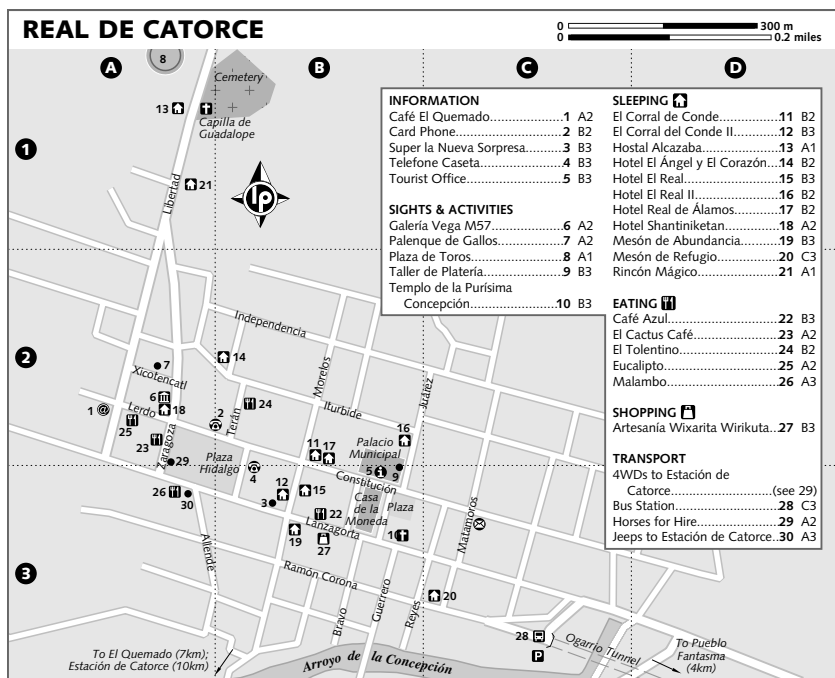 REAL DE CATORCE
0 300 m
0 0.2 miles
A
B
C
D
1
2
3
INFORMATION
Café El Quemado..................1 A2
Card Phone............................2 B2
Super la Nueva Sorpresa.......3 B3
Telefone Caseta.....................4 B3
Tourist Office.........................5 B3
SIGHTS & ACTIVITIES
Galería Vega M57..................6 A2
Palenque de Gallos................7 A2
Plaza de Toros.......................8 A1
Taller de Platería....................9 B3
Templo de la Purísima
Concepción.....................10 B3
SLEEPING
El Corral de Conde................11 B2
El Corral del Conde II............12 B3
Hostal Alcazaba....................13 A1
Hotel El Ángel y El Corazón...14 B2
Hotel El Real.........................15 B3
Hotel El Real II......................16 B2
Hotel Real de Álamos............17 B2
Hotel Shantiniketan...............18 A2
Mesón de Abundancia...........19 B3
Mesón de Refugio.................20 C3
Rincón Mágico......................21 A1
EATING
Café Azul..............................22 B3
El Cactus Café.......................23 A2
El Tolentino...........................24 B2
Eucalipto...............................25 A2
Malambo...............................26 A3
SHOPPING
Artesanía Wixarita Wirikuta..27 B3
TRANSPORT
4WDs to Estación de
Catorce.......................(see 29)
Bus Station...........................28 C3
Horses for Hire......................29 A2
Jeeps to Estación de Catorce..30 A3
8
Cemetery
13
Capilla de
Guadalope
21
Libertad
lp
Independencia
7
Xicotencatl
14
Morelos
6
18
1
@
Lerdo
25
23
Zaragoza
29
2
Terán
24
Iturbide
Juárez
16
Palacio
Municipal
11
17
Plaza
Hidalgo
4
5
i
9
Constitución
12
15
3
26
30
Casa
de la
Moneda
Plaza
22
Lanzagorta
19
27
10
Matamoros
Allende
Ramón Corona
Bravo
Guerrero
Reyes
20
28
P
Ogarrio Tunnel
To Pueblo
Fantasma
(4km)
To El Quemado (7km);
Estación de Catorce (10km)
Arroyo de la Concepción